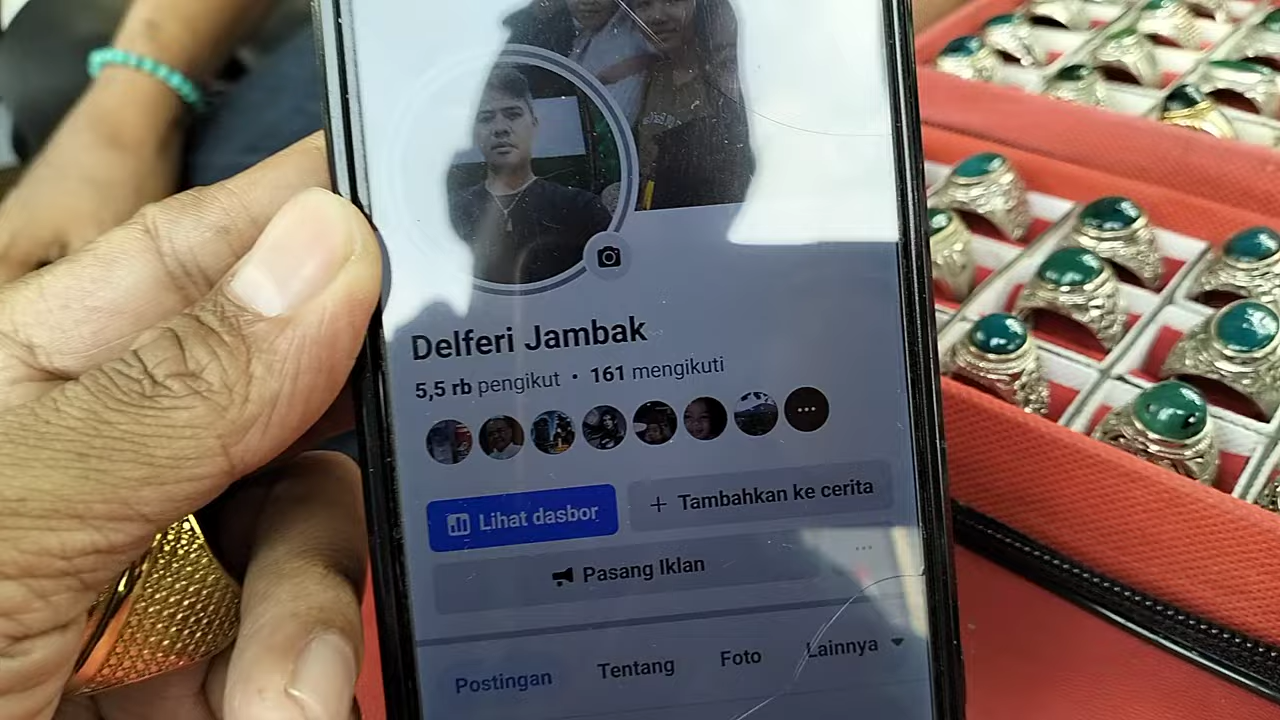 Delferi Jambak
5,5 rb pengikut • 161 mengikuti
Lihat dasbor
+ Tambahkan ke cerita
Pasang Iklan
Postingan Tentang Foto Lainnya